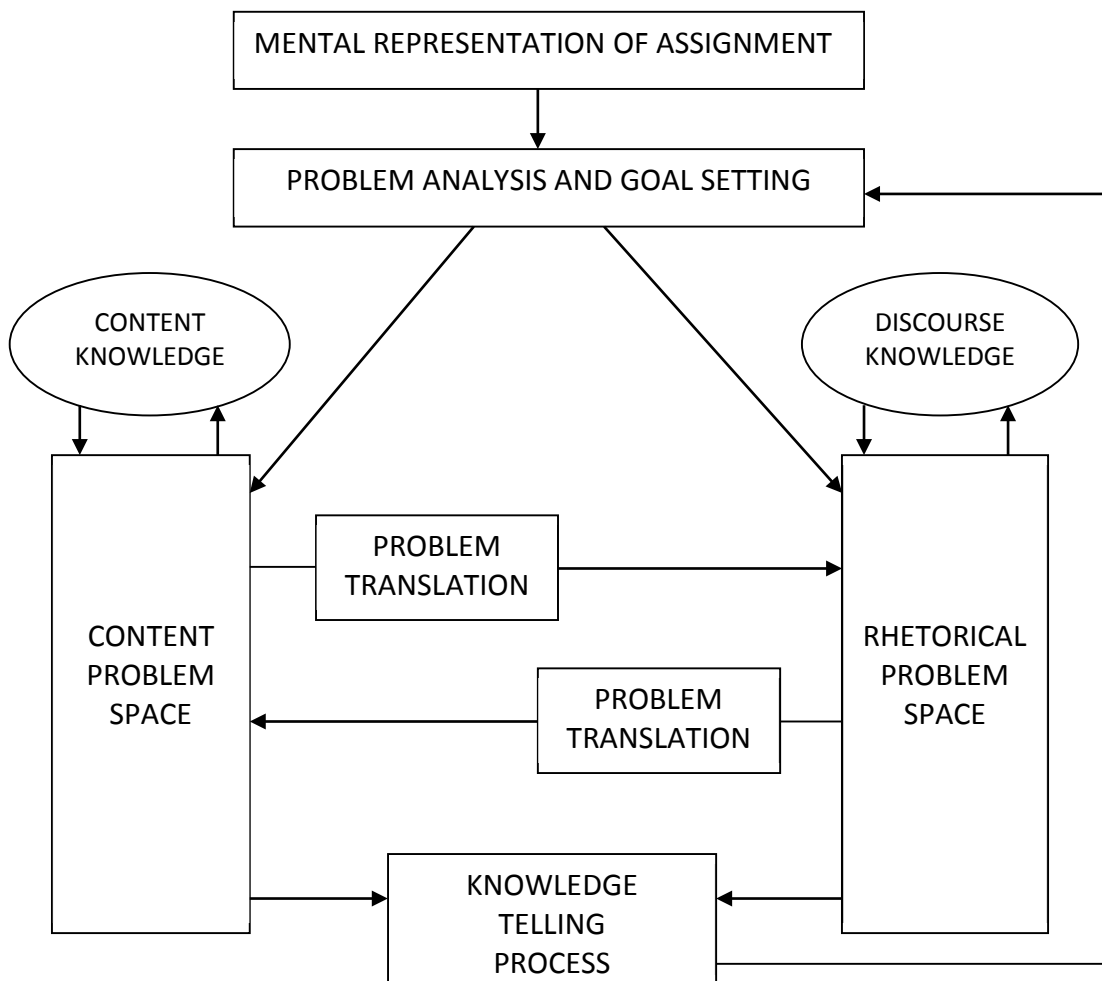 MENTAL REPRESENTATION OF ASSIGNMENT
PROBLEM ANALYSIS AND GOAL SETTING
CONTENT
KNOWLEDGE
DISCOURSE
KNOWLEDGE
PROBLEM
TRANSLATION
CONTENT
PROBLEM
SPACE
RHETORICAL
PROBLEM
SPACE
PROBLEM
TRANSLATION
KNOWLEDGE
TELLING
PROCESS